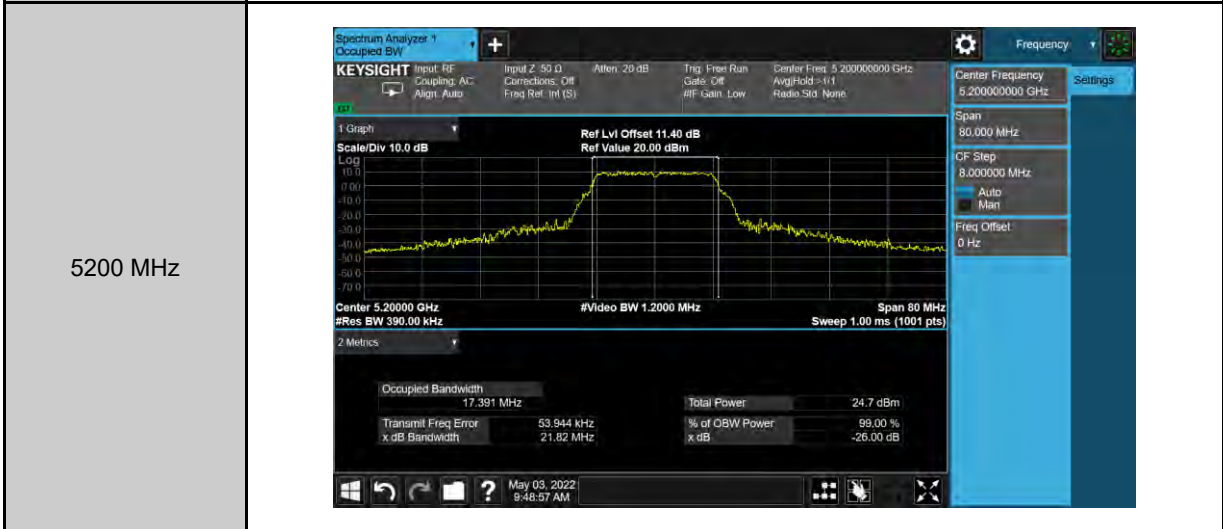 5200 MHz
Spectrum Analyzer 1
Occupied BW
+
Frequency
KEYSIGHT
Input: RF
Coupling: AC
Align: Auto
Input Z: 50 Ω
Corrections: Off
Freq Ref: Int (S)
Atten: 20 dB
Trig: Free Run
Gate: Off
#IF Gain: Low
Center Freq: 5.200000000 GHz
Avg|Hold:>1/1
Radio Std: None
Center Frequency
5.200000000 GHz
Settings
Span
80.000 MHz
CF Step
8.000000 MHz
Auto
Man
Freq Offset
0 Hz
1 Graph
Scale/Div 10.0 dB
Ref Lvl Offset 11.40 dB
Ref Value 20.00 dBm
Log
10.0
0.00
-10.0
-20.0
-30.0
-40.0
-50.0
-60.0
-70.0
Center 5.20000 GHz
#Video BW 1.2000 MHz
Span 80 MHz
#Res BW 390.00 kHz
Sweep 1.00 ms (1001 pts)
2 Metrics
Occupied Bandwidth
17.391 MHz
Total Power 24.7 dBm
Transmit Freq Error 53.944 kHz
% of OBW Power 99.00 %
x dB Bandwidth 21.82 MHz
x dB -26.00 dB
?
May 03, 2022
9:48:57 AM